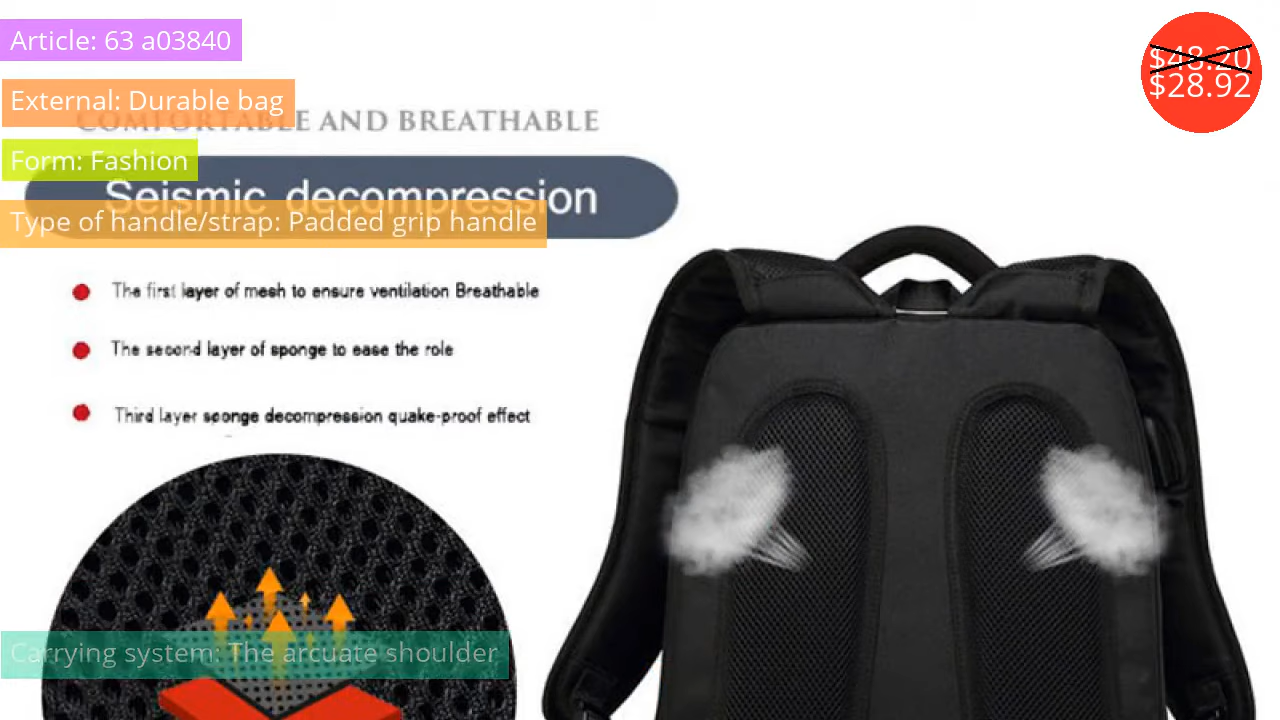 Article: 63 a03840
$48.20
$28.92
External: Durable bag
COMFORTABLE AND BREATHABLE
Form: Fashion
Seismic decompression
Type of handle/strap: Padded grip handle
The first layer of mesh to ensure ventilation Breathable
The second layer of sponge to ease the role
Third layer sponge decompression quake-proof effect
Carrying system: The arcuate shoulder